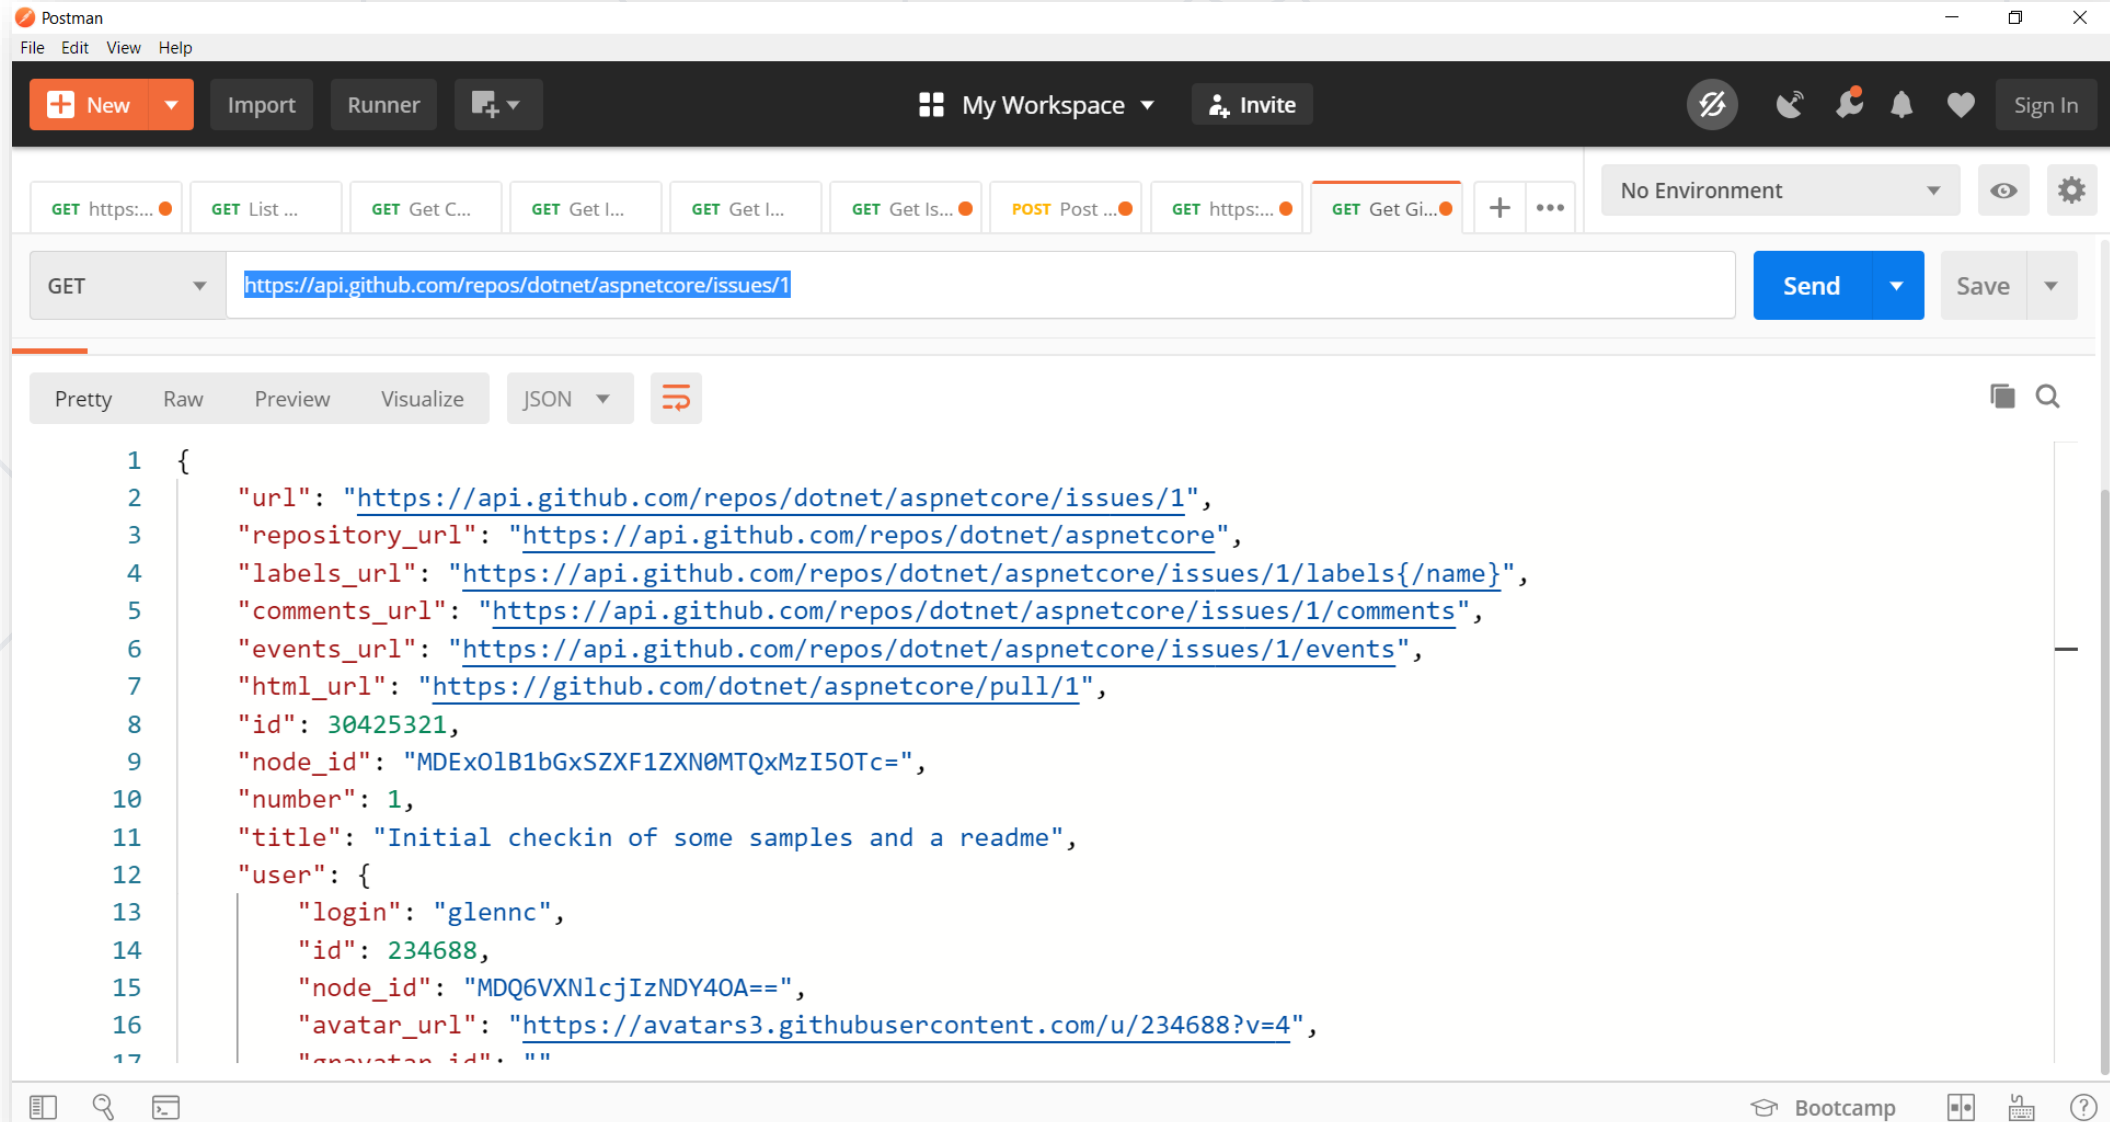 Postman
File Edit View Help
New Import Runner My Workspace Invite Sign In
GET https:... GET List ... GET Get C... GET Get I... GET Get I... GET Get Is... POST Post ... GET https:... GET Get Gi... No Environment
GET https://api.github.com/repos/dotnet/aspnetcore/issues/1 Send Save
Pretty Raw Preview Visualize JSON
1 {
2 "url": "https://api.github.com/repos/dotnet/aspnetcore/issues/1",
3 "repository_url": "https://api.github.com/repos/dotnet/aspnetcore",
4 "labels_url": "https://api.github.com/repos/dotnet/aspnetcore/issues/1/labels{/name}",
5 "comments_url": "https://api.github.com/repos/dotnet/aspnetcore/issues/1/comments",
6 "events_url": "https://api.github.com/repos/dotnet/aspnetcore/issues/1/events",
7 "html_url": "https://github.com/dotnet/aspnetcore/pull/1",
8 "id": 30425321,
9 "node_id": "MDExOlB1bGxSZXF1ZXN0MTQxMzI5OTc=",
10 "number": 1,
11 "title": "Initial checkin of some samples and a readme",
12 "user": {
13 "login": "glennc",
14 "id": 234688,
15 "node_id": "MDQ6VXNlcjIzNDY4OA==",
16 "avatar_url": "https://avatars3.githubusercontent.com/u/234688?v=4",
17 "gravatar_id": ""
Bootcamp